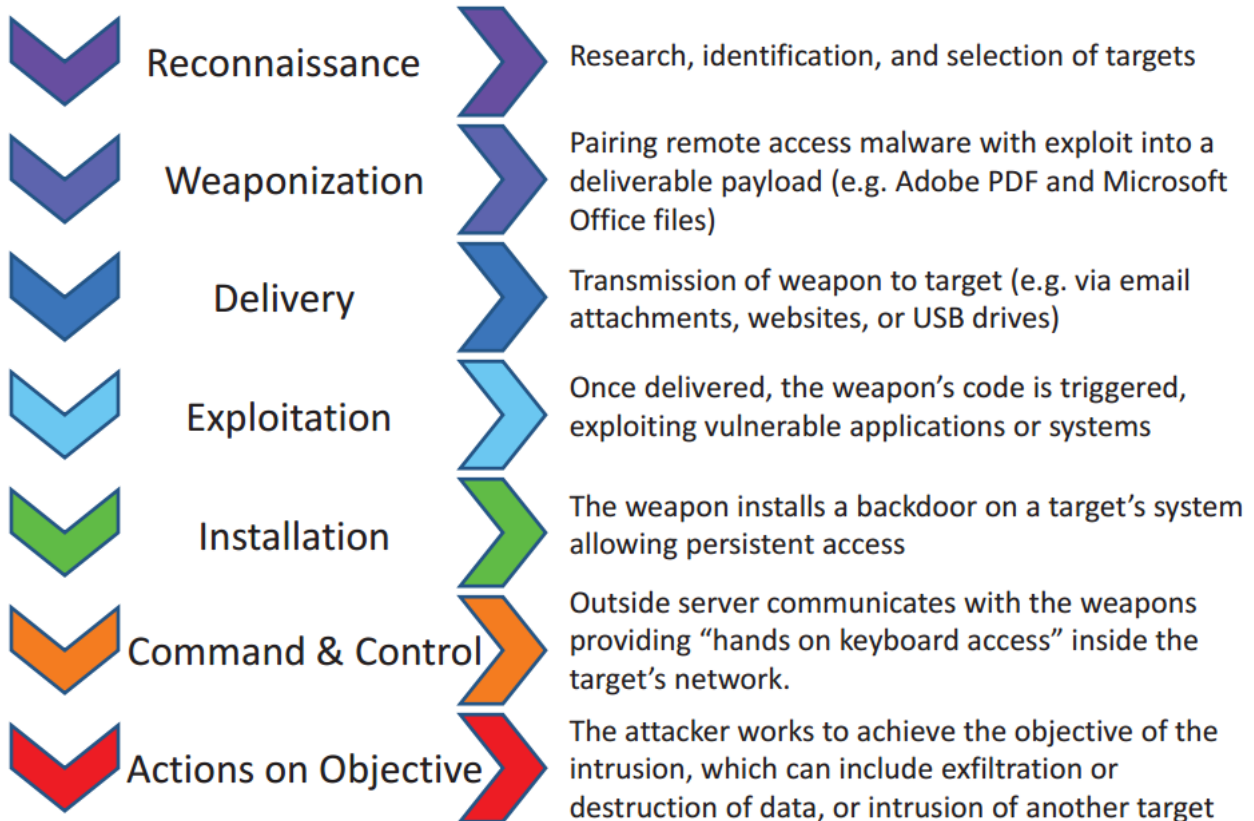 Reconnaissance
Research, identification, and selection of targets
Weaponization
Pairing remote access malware with exploit into a
deliverable payload (e.g. Adobe PDF and Microsoft
Office files)
Delivery
Transmission of weapon to target (e.g. via email
attachments, websites, or USB drives)
Exploitation
Once delivered, the weapon’s code is triggered,
exploiting vulnerable applications or systems
Installation
The weapon installs a backdoor on a target’s system
allowing persistent access
Command & Control
Outside server communicates with the weapons
providing “hands on keyboard access” inside the
target’s network.
Actions on Objective
The attacker works to achieve the objective of the
intrusion, which can include exfiltration or
destruction of data, or intrusion of another target